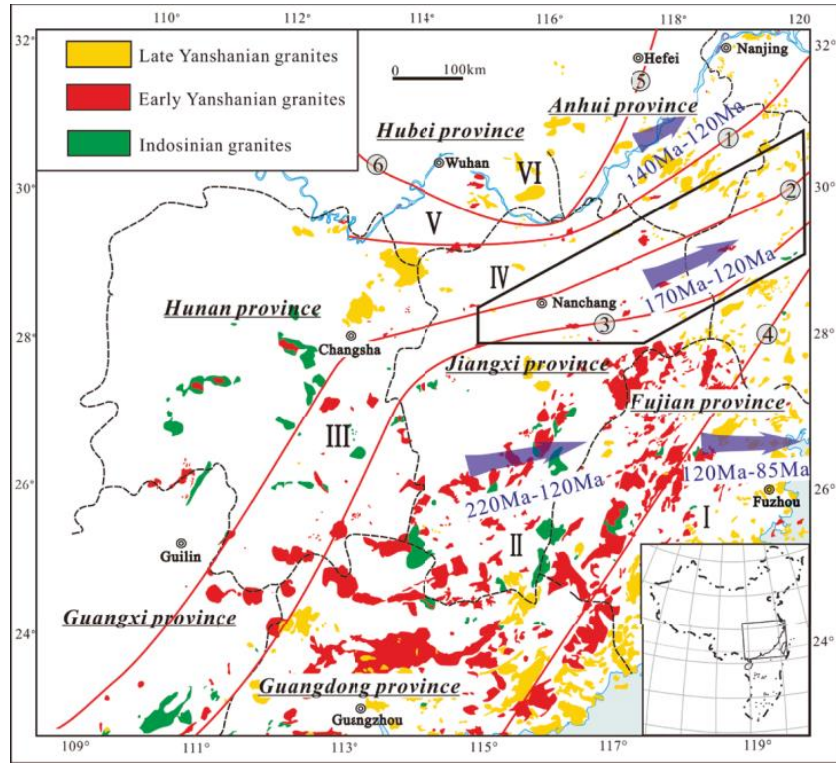 110°
112°
114°
116°
118°
120
32°
32°
Late Yanshanian granites
Early Yanshanian granites
Indosinian granites
0 100km
Hefei
Nanjing
5
Anhui province
Hubei province
1
140Ma-120Ma
6
Wuhan
VI
30°
30°
2
V
IV
170Ma-120Ma
Hunan province
Nanchang
3
4
28°
28°
Changsha
Jiangxi province
Fujian province
III
220Ma-120Ma
120Ma-85Ma
26°
26°
Fuzhou
I
Guilin
II
Guangxi province
24°
24°
Guangdong province
Guangzhou
109°
111°
113°
115°
117°
119°